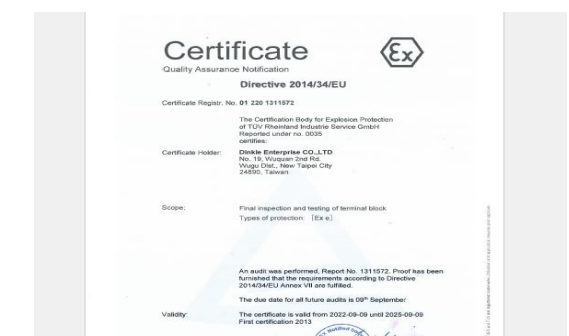 Certificate
Ex
Quality Assurance Notification
Directive 2014/34/EU
Certificate Registr. No. 01 220 1311572
The Certification Body for Explosion Protection
of TÜV Rheinland Industrie Service GmbH
Reported under no. 0035
certifies:
Certificate Holder: Dinkle Enterprise CO.,LTD
No. 19, Wuquan 2nd Rd.
Wugu Dist., New Taipei City
24890, Taiwan
Scope: Final inspection and testing of terminal block
Types of protection: [Ex e]
An audit was performed, Report No. 1311572. Proof has been
furnished that the requirements according to Directive
2014/34/EU Annex VII are fulfilled.
The due date for all future audits is 09th September
Validity: The certificate is valid from 2022-09-09 until 2025-09-09
First certification 2013
Notified